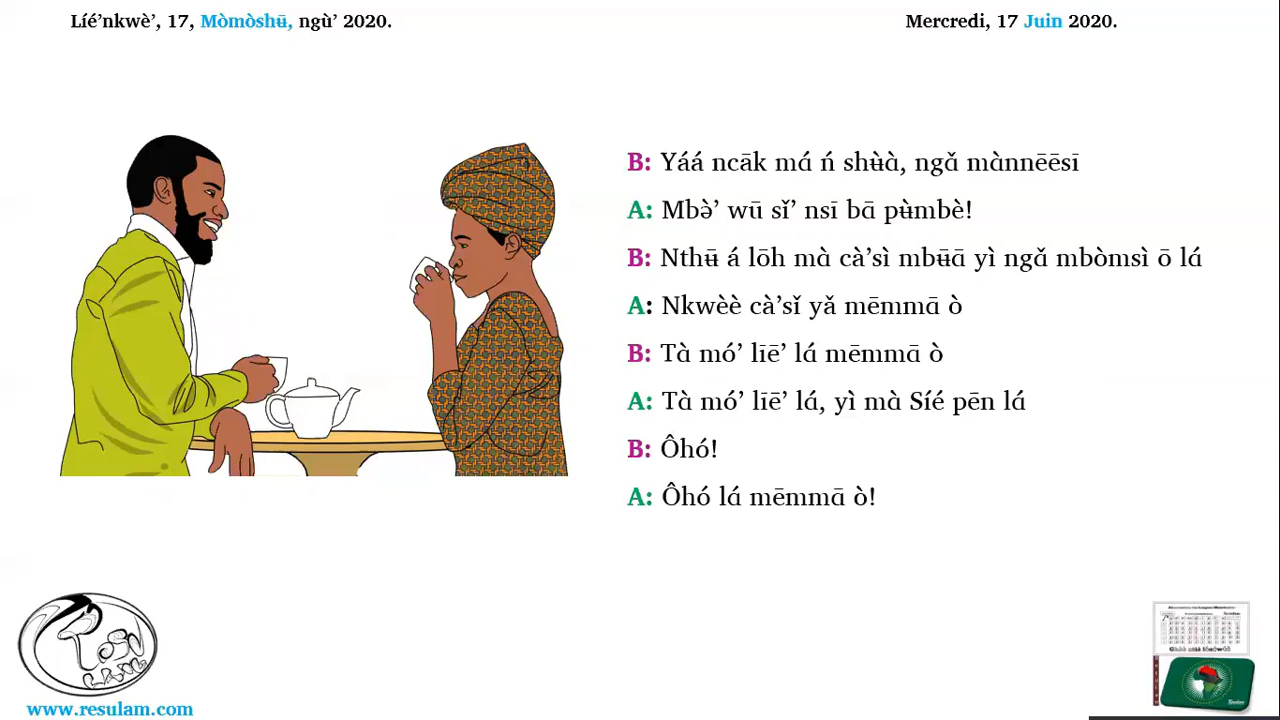 Líé’nkwè’, 17, Mòmòshʉ̄, ngù’ 2020.
Mercredi, 17 Juin 2020.
B: Yáá ncāk má ń shʉ̀à, ngǎ mànnēēsī
A: Mbə̀’ wū sǐ’ nsī bā pʉ̀mbè!
B: Nthʉ̄ á lōh mà cà’sì mbʉ̄ā yì ngǎ mbòmsì ō lá
A: Nkwèè cà’sǐ yǎ mēmmā ò
B: Tà mó’ līē’ lá mēmmā ò
A: Tà mó’ līē’ lá, yì mà Síé pēn lá
B: Ôhó!
A: Ôhó lá mēmmā ò!
www.resulam.com